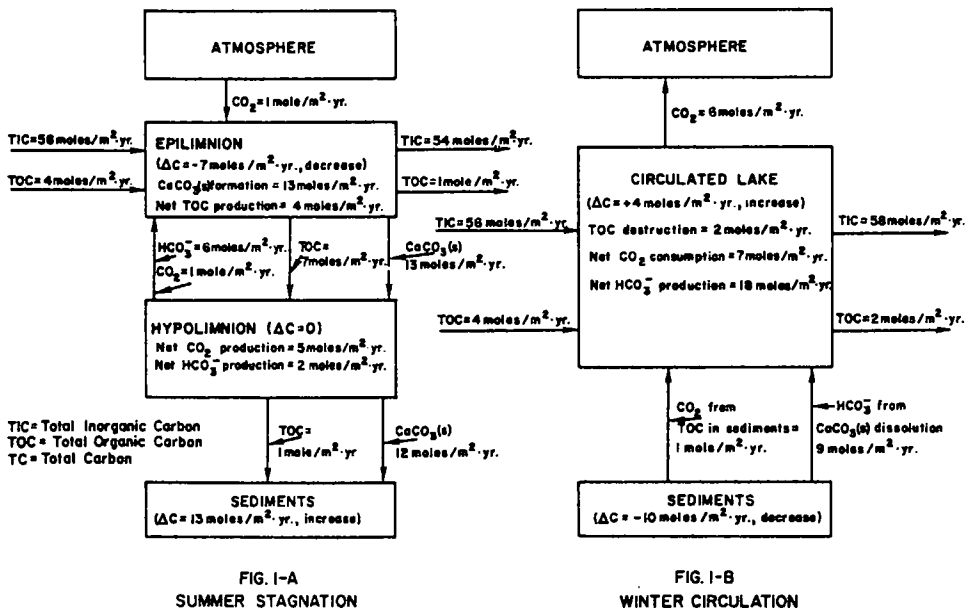 ATMOSPHERE
CO₂ = 1 mole/m²·yr.
TIC = 56 moles/m²·yr.
TOC = 4 moles/m²·yr.
EPILIMNION
(ΔC = -7 moles/m²·yr., decrease)
CaCO₃(s) formation = 13 moles/m²·yr.
Net TOC production = 4 moles/m²·yr.
TIC = 54 moles/m²·yr.
TOC = 1 mole/m²·yr.
HCO₃⁻ = 6 moles/m²·yr.
CO₂ = 1 mole/m²·yr.
TOC =
7 moles/m²·yr.
CaCO₃(s)
13 moles/m²·yr.
HYPOLIMNION (ΔC = 0)
Net CO₂ production = 5 moles/m²·yr.
Net HCO₃⁻ production = 2 moles/m²·yr.
TIC = Total Inorganic Carbon
TOC = Total Organic Carbon
TC = Total Carbon
TOC =
1 mole/m²·yr
CaCO₃(s)
12 moles/m²·yr.
SEDIMENTS
(ΔC = 13 moles/m²·yr., increase)
FIG. 1-A
SUMMER STAGNATION
ATMOSPHERE
CO₂ = 6 moles/m²·yr.
CIRCULATED LAKE
(ΔC = +4 moles/m²·yr., increase)
TOC destruction = 2 moles/m²·yr.
Net CO₂ consumption = 7 moles/m²·yr.
Net HCO₃⁻ production = 18 moles/m²·yr.
TIC = 56 moles/m²·yr.
TIC = 58 moles/m²·yr.
TOC = 4 moles/m²·yr.
TOC = 2 moles/m²·yr.
CO₂ from
TOC in sediments =
1 mole/m²·yr.
HCO₃⁻ from
CaCO₃(s) dissolution
9 moles/m²·yr.
SEDIMENTS
(ΔC = -10 moles/m²·yr., decrease)
FIG. 1-B
WINTER CIRCULATION